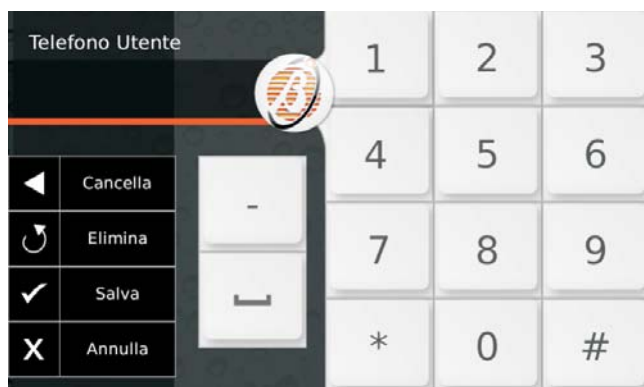 Telefono Utente
1 2 3
4 5 6
7 8 9
* 0 #
-
Cancella
Elimina
Salva
X Annulla